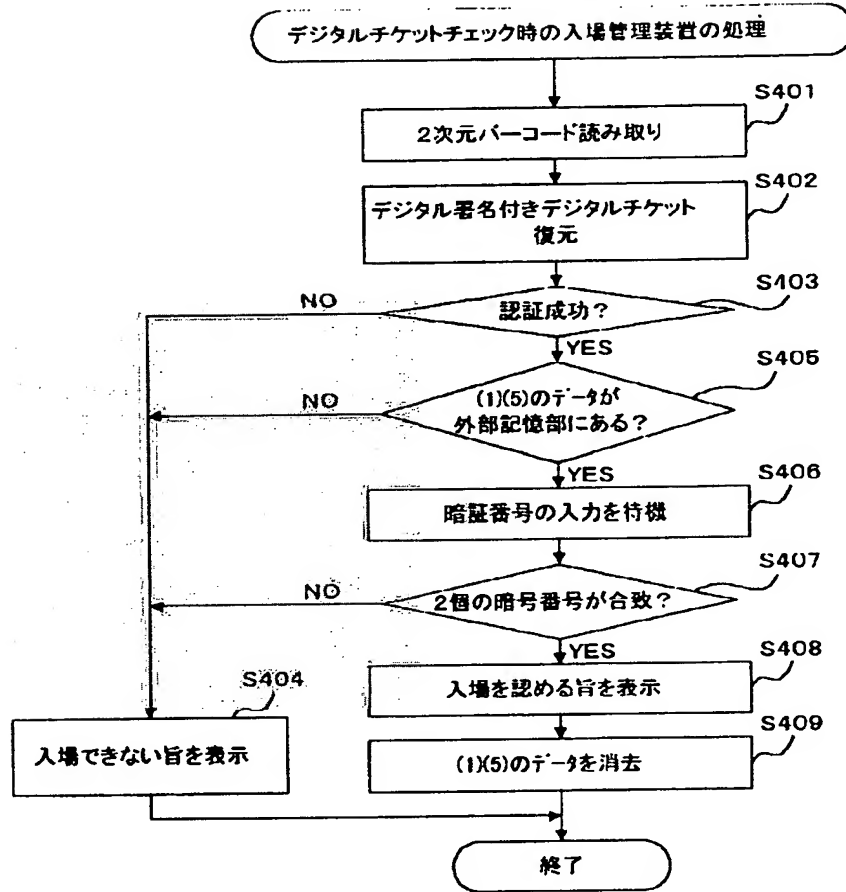 デジタルチケットチェック時の入場管理装置の処理
S401
2次元バーコード読み取り
S402
デジタル署名付きデジタルチケット
復元
S403
NO
認証成功?
YES
S405
NO
(1)(5)のデータが
外部記憶部にある?
YES
S406
暗証番号の入力を待機
S407
NO
2個の暗号番号が合致?
YES
S408
入場を認める旨を表示
S404
入場できない旨を表示
S409
(1)(5)のデータを消去
終了